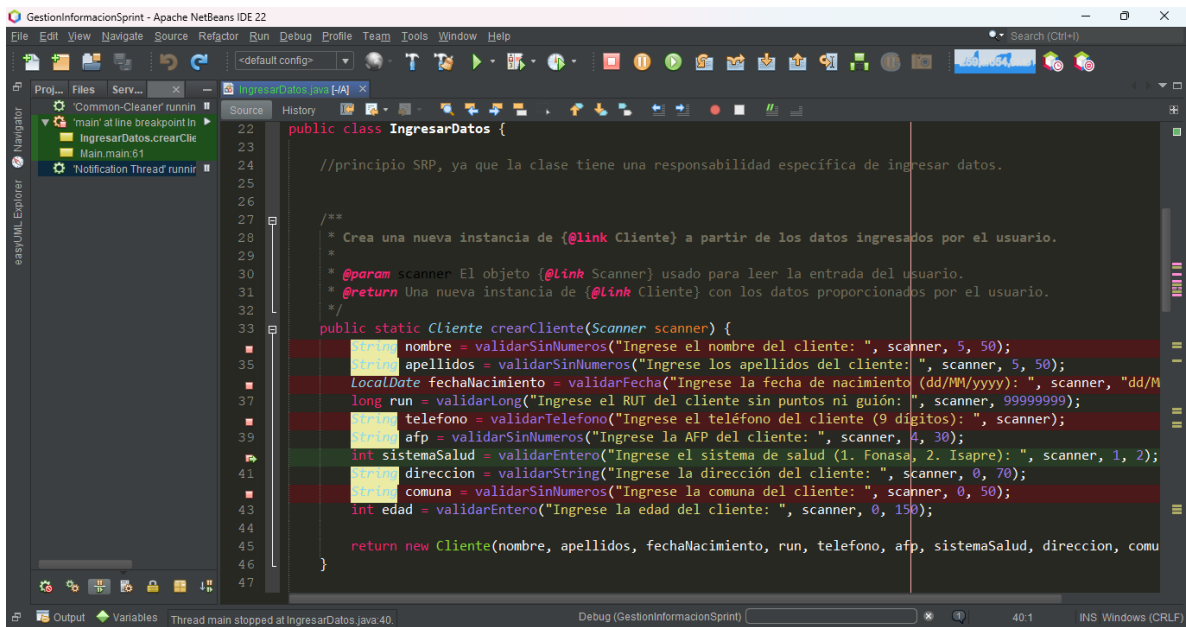 GestionInformacionSprint - Apache NetBeans IDE 22
File Edit View Navigate Source Refactor Run Debug Profile Team Tools Window Help
Search (Ctrl+I)
<default config>
Proj... Files Serv...
IngresarDatos.java [-/A]
Source History
Navigator
easyUML Explorer
'Common-Cleaner' runnin
'main' at line breakpoint In
IngresarDatos.crearClie
Main.main:61
'Notification Thread' runnir
22 public class IngresarDatos {
23
24 //principio SRP, ya que la clase tiene una responsabilidad específica de ingresar datos.
25
26
27 /**
28 * Crea una nueva instancia de {@link Cliente} a partir de los datos ingresados por el usuario.
29 *
30 * @param scanner El objeto {@link Scanner} usado para leer la entrada del usuario.
31 * @return Una nueva instancia de {@link Cliente} con los datos proporcionados por el usuario.
32 */
33 public static Cliente crearCliente(Scanner scanner) {
String nombre = validarSinNumeros("Ingrese el nombre del cliente: ", scanner, 5, 50);
35 String apellidos = validarSinNumeros("Ingrese los apellidos del cliente: ", scanner, 5, 50);
LocalDate fechaNacimiento = validarFecha("Ingrese la fecha de nacimiento (dd/MM/yyyy): ", scanner, "dd/M
37 long run = validarLong("Ingrese el RUT del cliente sin puntos ni guión: ", scanner, 99999999);
String telefono = validarTelefono("Ingrese el teléfono del cliente (9 dígitos): ", scanner);
39 String afp = validarSinNumeros("Ingrese la AFP del cliente: ", scanner, 4, 30);
int sistemaSalud = validarEntero("Ingrese el sistema de salud (1. Fonasa, 2. Isapre): ", scanner, 1, 2);
41 String direccion = validarString("Ingrese la dirección del cliente: ", scanner, 0, 70);
String comuna = validarSinNumeros("Ingrese la comuna del cliente: ", scanner, 0, 50);
43 int edad = validarEntero("Ingrese la edad del cliente: ", scanner, 0, 150);
44
45 return new Cliente(nombre, apellidos, fechaNacimiento, run, telefono, afp, sistemaSalud, direccion, comu
46 }
47
Output Variables Thread main stopped at IngresarDatos.java:40. Debug (GestionInformacionSprint) 1 40:1 INS Windows (CRLF)